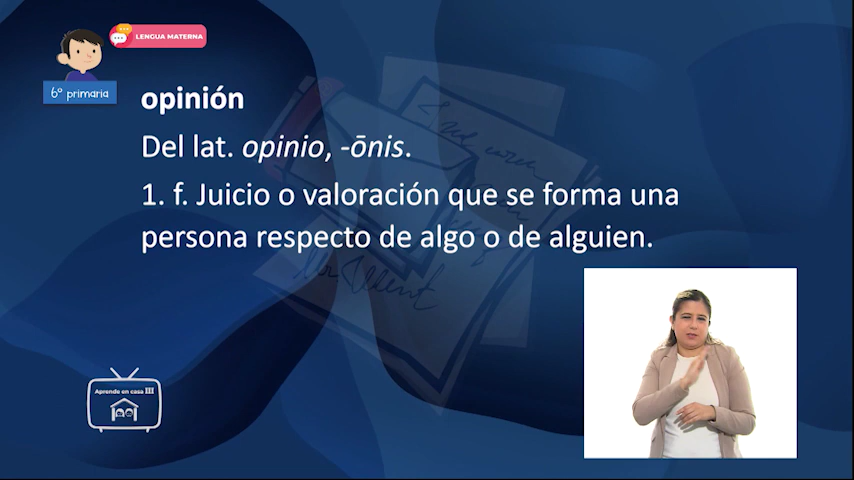 LENGUA MATERNA
6° primaria
opinión
Del lat. opinio, -ōnis.
1. f. Juicio o valoración que se forma una
persona respecto de algo o de alguien.
Aprende en casa III